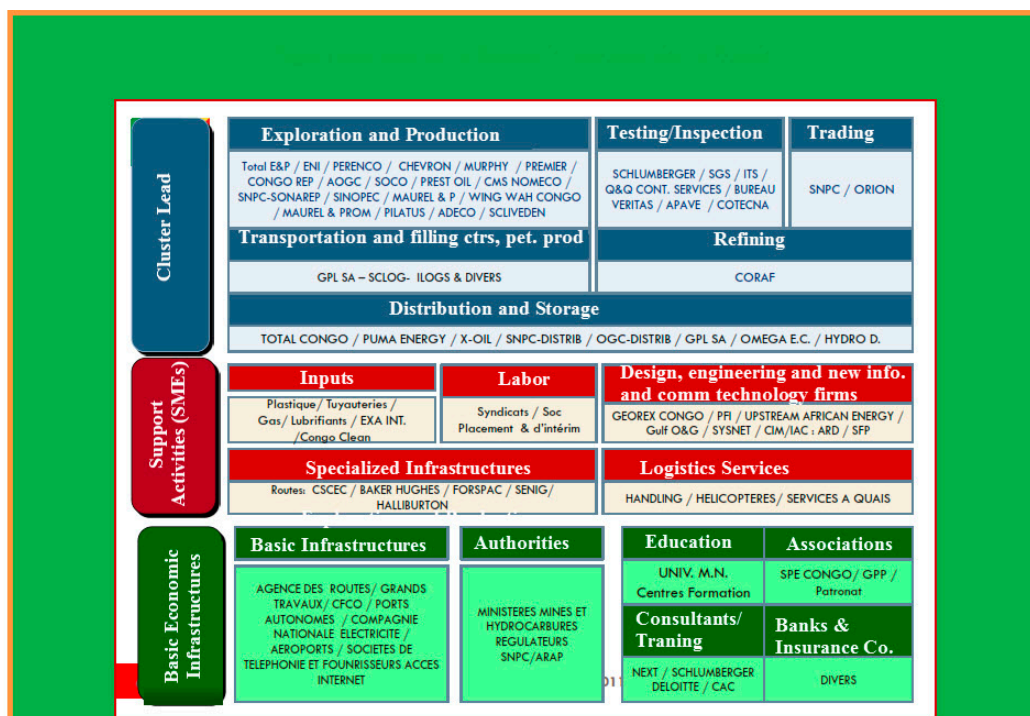 Cluster Lead
Exploration and Production
Total E&P / ENI / PERENCO / CHEVRON / MURPHY / PREMIER /
CONGO REP / AOGC / SOCO / PREST OIL / CMS NOMECO /
SNPC-SONAREP / SINOPEC / MAUREL & P / WING WAH CONGO
/ MAUREL & PROM / PILATUS / ADECO / SCLIVEDEN
Testing/Inspection
SCHLUMBERGER / SGS / ITS /
Q&Q CONT. SERVICES / BUREAU
VERITAS / APAVE / COTECNA
Trading
SNPC / ORION
Transportation and filling ctrs, pet. prod
GPL SA – SCLOG- ILOGS & DIVERS
Refining
CORAF
Distribution and Storage
TOTAL CONGO / PUMA ENERGY / X-OIL / SNPC-DISTRIB / OGC-DISTRIB / GPL SA / OMEGA E.C. / HYDRO D.
Support
Activities (SMEs)
Inputs
Plastique/ Tuyauteries /
Gas/ Lubrifiants / EXA INT.
/Congo Clean
Labor
Syndicats / Soc
Placement & d'intérim
Design, engineering and new info.
and comm technology firms
GEOREX CONGO / PFI / UPSTREAM AFRICAN ENERGY /
Gulf O&G / SYSNET / CIM/IAC : ARD / SFP
Specialized Infrastructures
Routes: CSCEC / BAKER HUGHES / FORSPAC / SENIG/
HALLIBURTON
Logistics Services
HANDLING / HELICOPTERES/ SERVICES A QUAIS
Basic Economic
Infrastructures
Basic Infrastructures
AGENCE DES ROUTES/ GRANDS
TRAVAUX/ CFCO / PORTS
AUTONOMES / COMPAGNIE
NATIONALE ELECTRICITE /
AEROPORTS / SOCIETES DE
TELEPHONIE ET FOUNRISSEURS ACCES
INTERNET
Authorities
MINISTERES MINES ET
HYDROCARBURES
REGULATEURS
SNPC/ARAP
Education
UNIV. M.N.
Centres Formation
Associations
SPE CONGO/ GPP /
Patronat
Consultants/
Traning
NEXT / SCHLUMBERGER
DELOITTE / CAC
Banks &
Insurance Co.
DIVERS